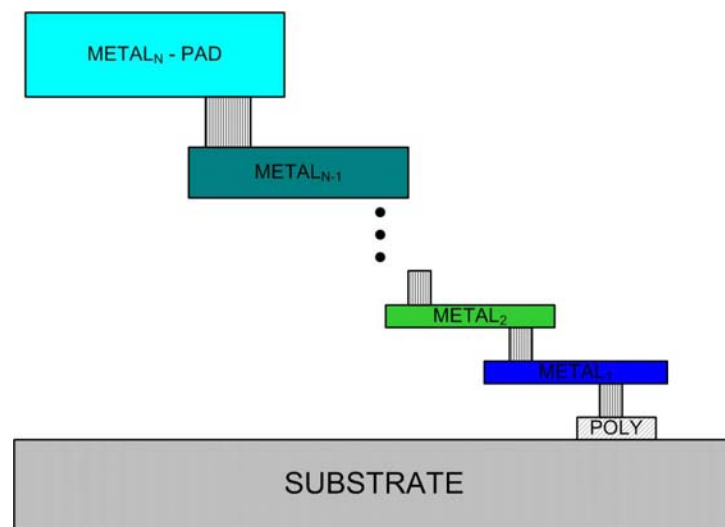 METALN - PAD
METALN-1
METAL2
METAL1
POLY
SUBSTRATE